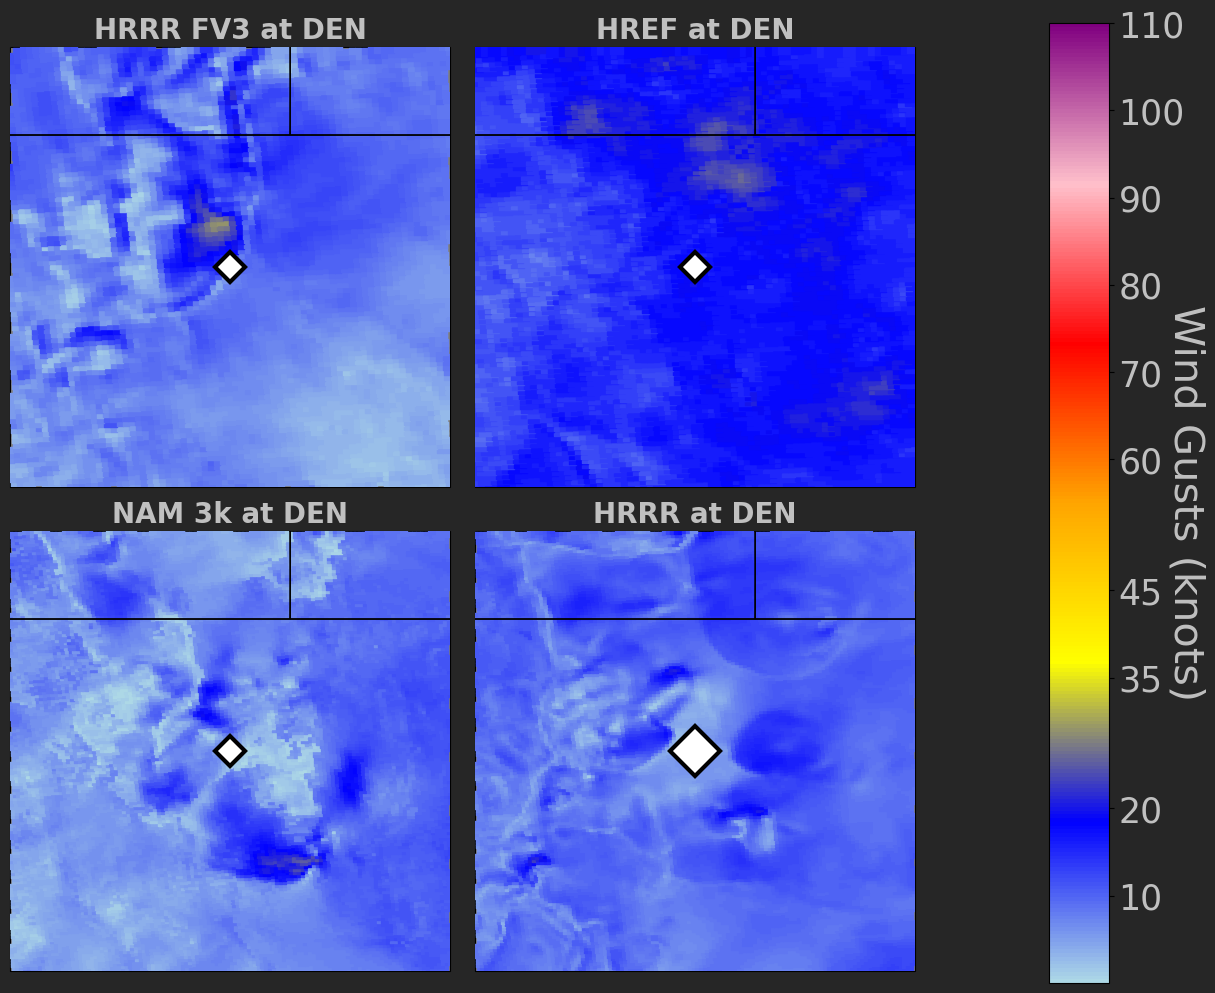 HRRR FV3 at DEN
HREF at DEN
NAM 3k at DEN
HRRR at DEN
110
100
90
80
70
60
45
35
20
10
Wind Gusts (knots)